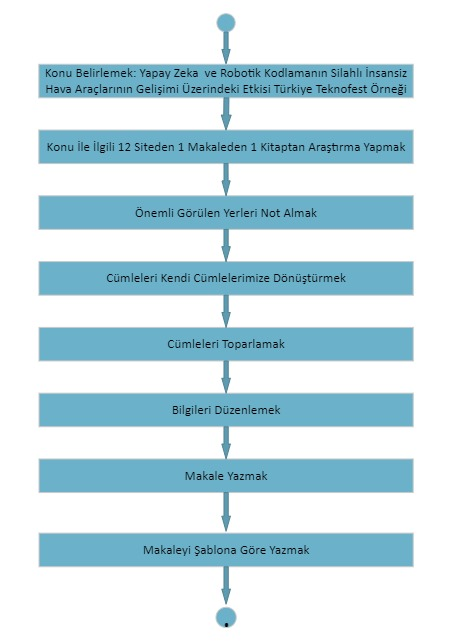 Konu Belirlemek: Yapay Zeka ve Robotik Kodlamanın Silahlı İnsansiz
Hava Araçlarının Gelişimi Üzerindeki Etkisi Türkiye Teknofest Örneği
Konu İle İlgili 12 Siteden 1 Makaleden 1 Kitaptan Araştırma Yapmak
Önemli Görülen Yerleri Not Almak
Cümleleri Kendi Cümlelerimize Dönüştürmek
Cümleleri Toparlamak
Bilgileri Düzenlemek
Makale Yazmak
Makaleyi Şablona Göre Yazmak